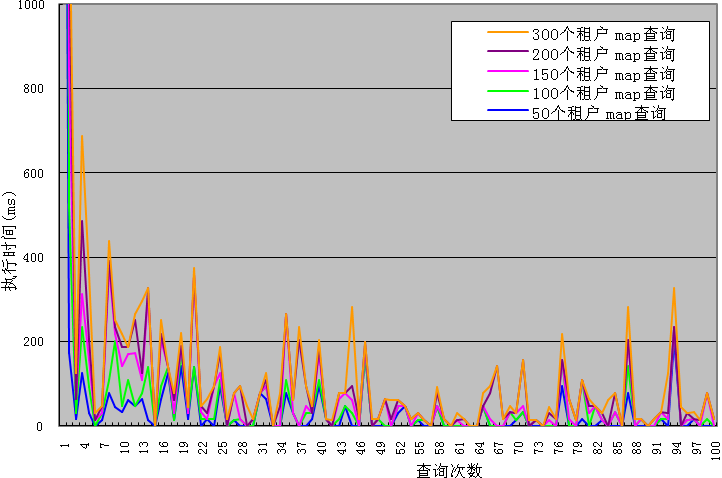 1000
800
600
400
200
0
执行时间(ms)
300个租户 map查询
200个租户 map查询
150个租户 map查询
100个租户 map查询
50个租户 map查询
1 4 7 10 13 16 19 22 25 28 31 34 37 40 43 46 49 52 55 58 61 64 67 70 73 76 79 82 85 88 91 94 97 100
查询次数